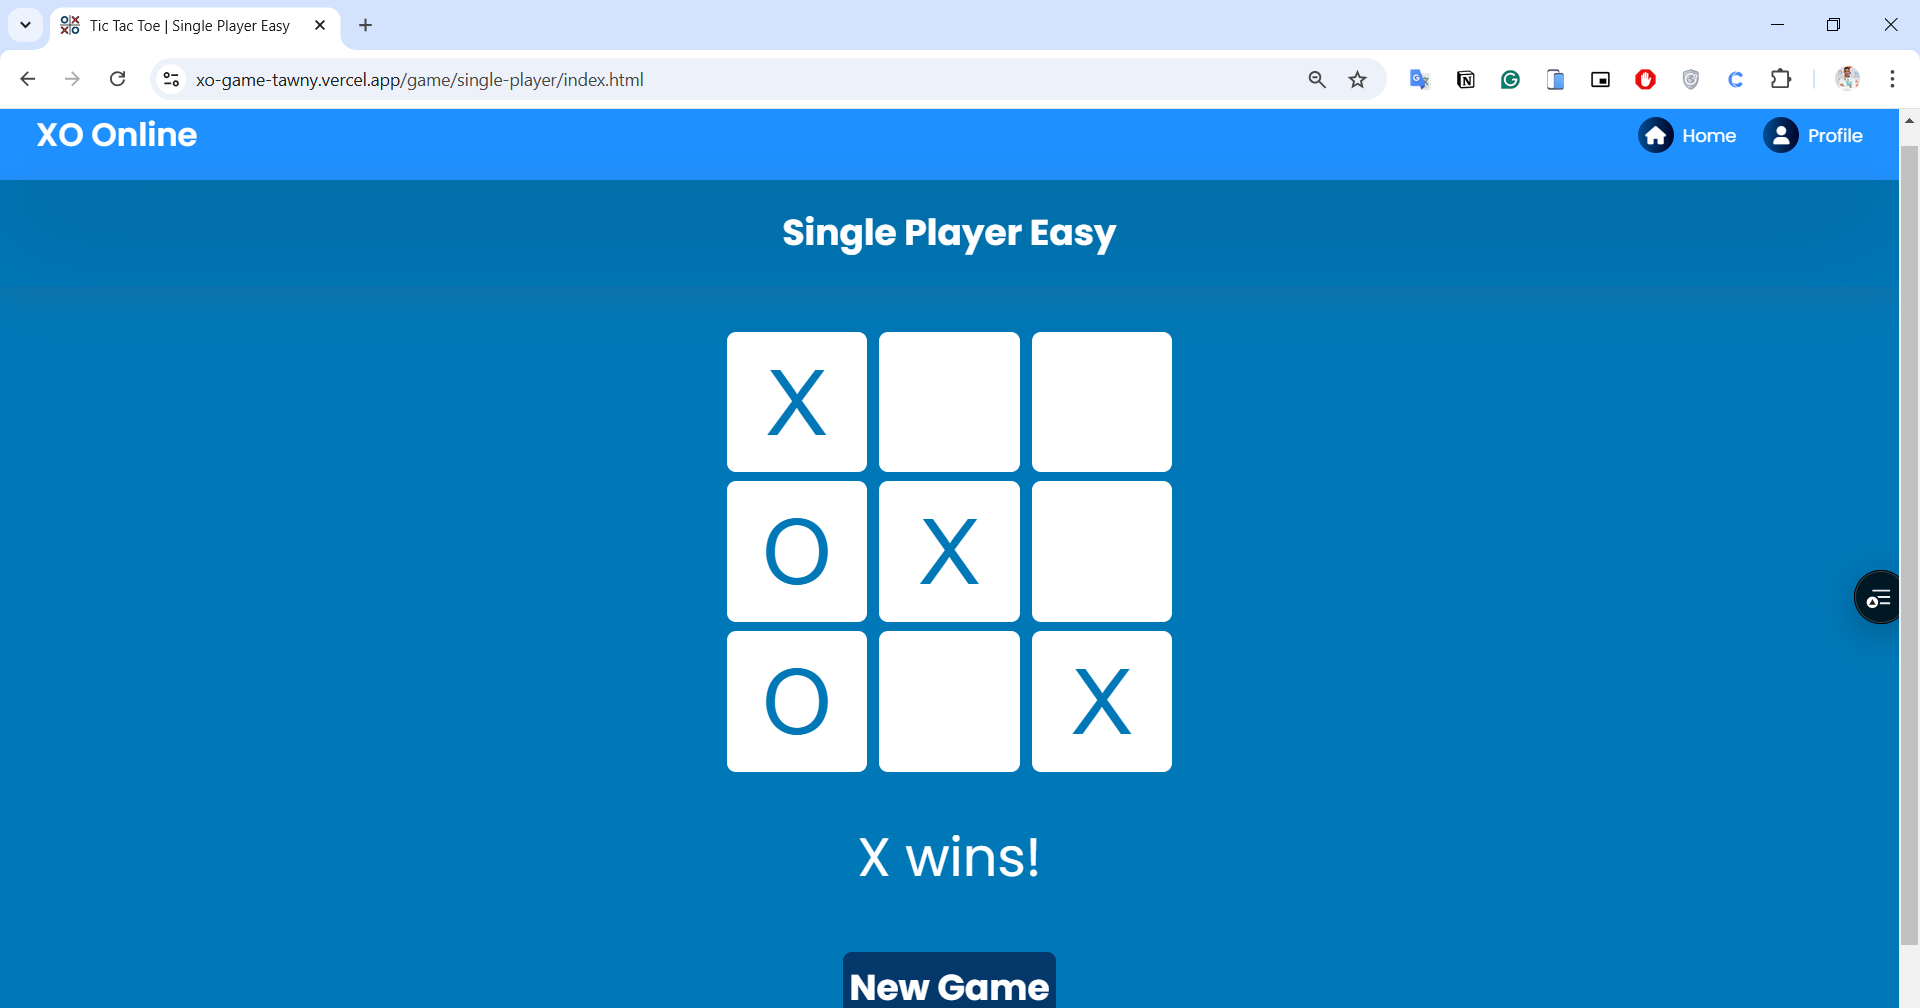 Tic Tac Toe | Single Player Easy
xo-game-tawny.vercel.app/game/single-player/index.html
XO Online
Home
Profile
Single Player Easy
X
O X
O X
X wins!
New Game